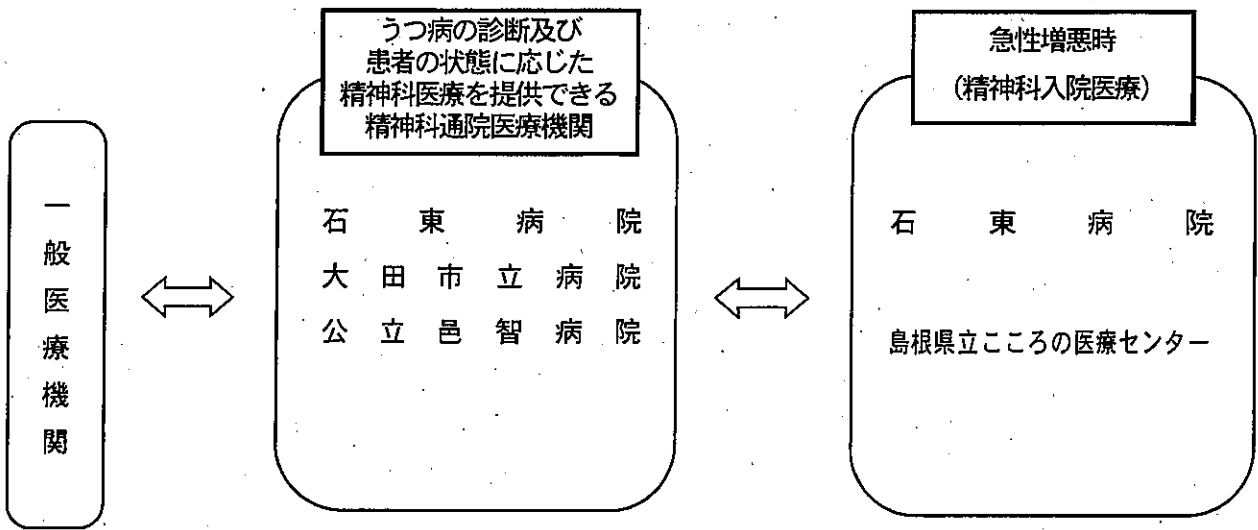 一般医療機関
うつ病の診断及び
患者の状態に応じた
精神科医療を提供できる
精神科通院医療機関
石東病院
大田市立病院
公立邑智病院
急性増悪時
(精神科入院医療)
石東病院
島根県立こころの医療センター